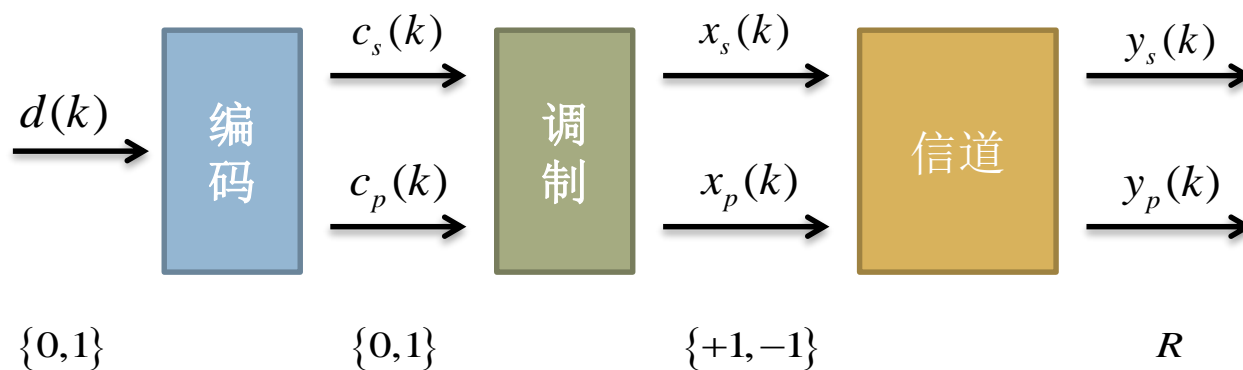 d(k)
编码
c_s(k)
c_p(k)
调制
x_s(k)
x_p(k)
信道
y_s(k)
y_p(k)
{0,1}
{0,1}
{+1,−1}
R